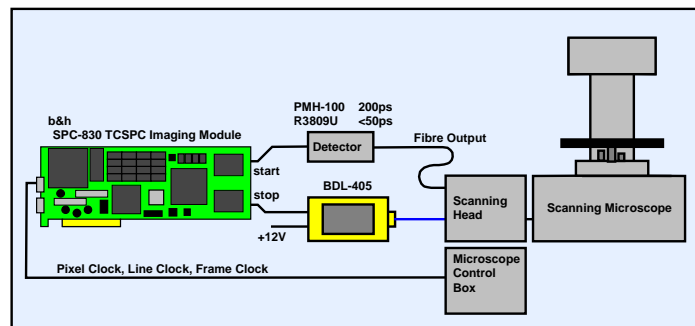 b&h
SPC-830 TCSPC Imaging Module
PMH-100 200ps
R3809U <50ps
Fibre Output
Detector
start
stop
BDL-405
+12V
Scanning
Head
Scanning Microscope
Pixel Clock, Line Clock, Frame Clock
Microscope
Control
Box